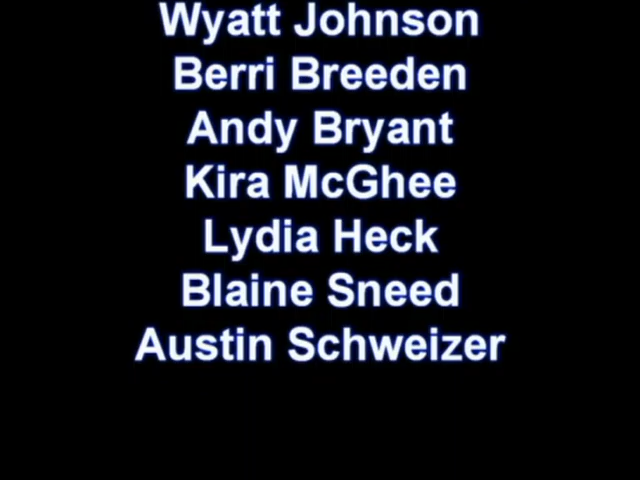 Wyatt Johnson
Berri Breeden
Andy Bryant
Kira McGhee
Lydia Heck
Blaine Sneed
Austin Schweizer